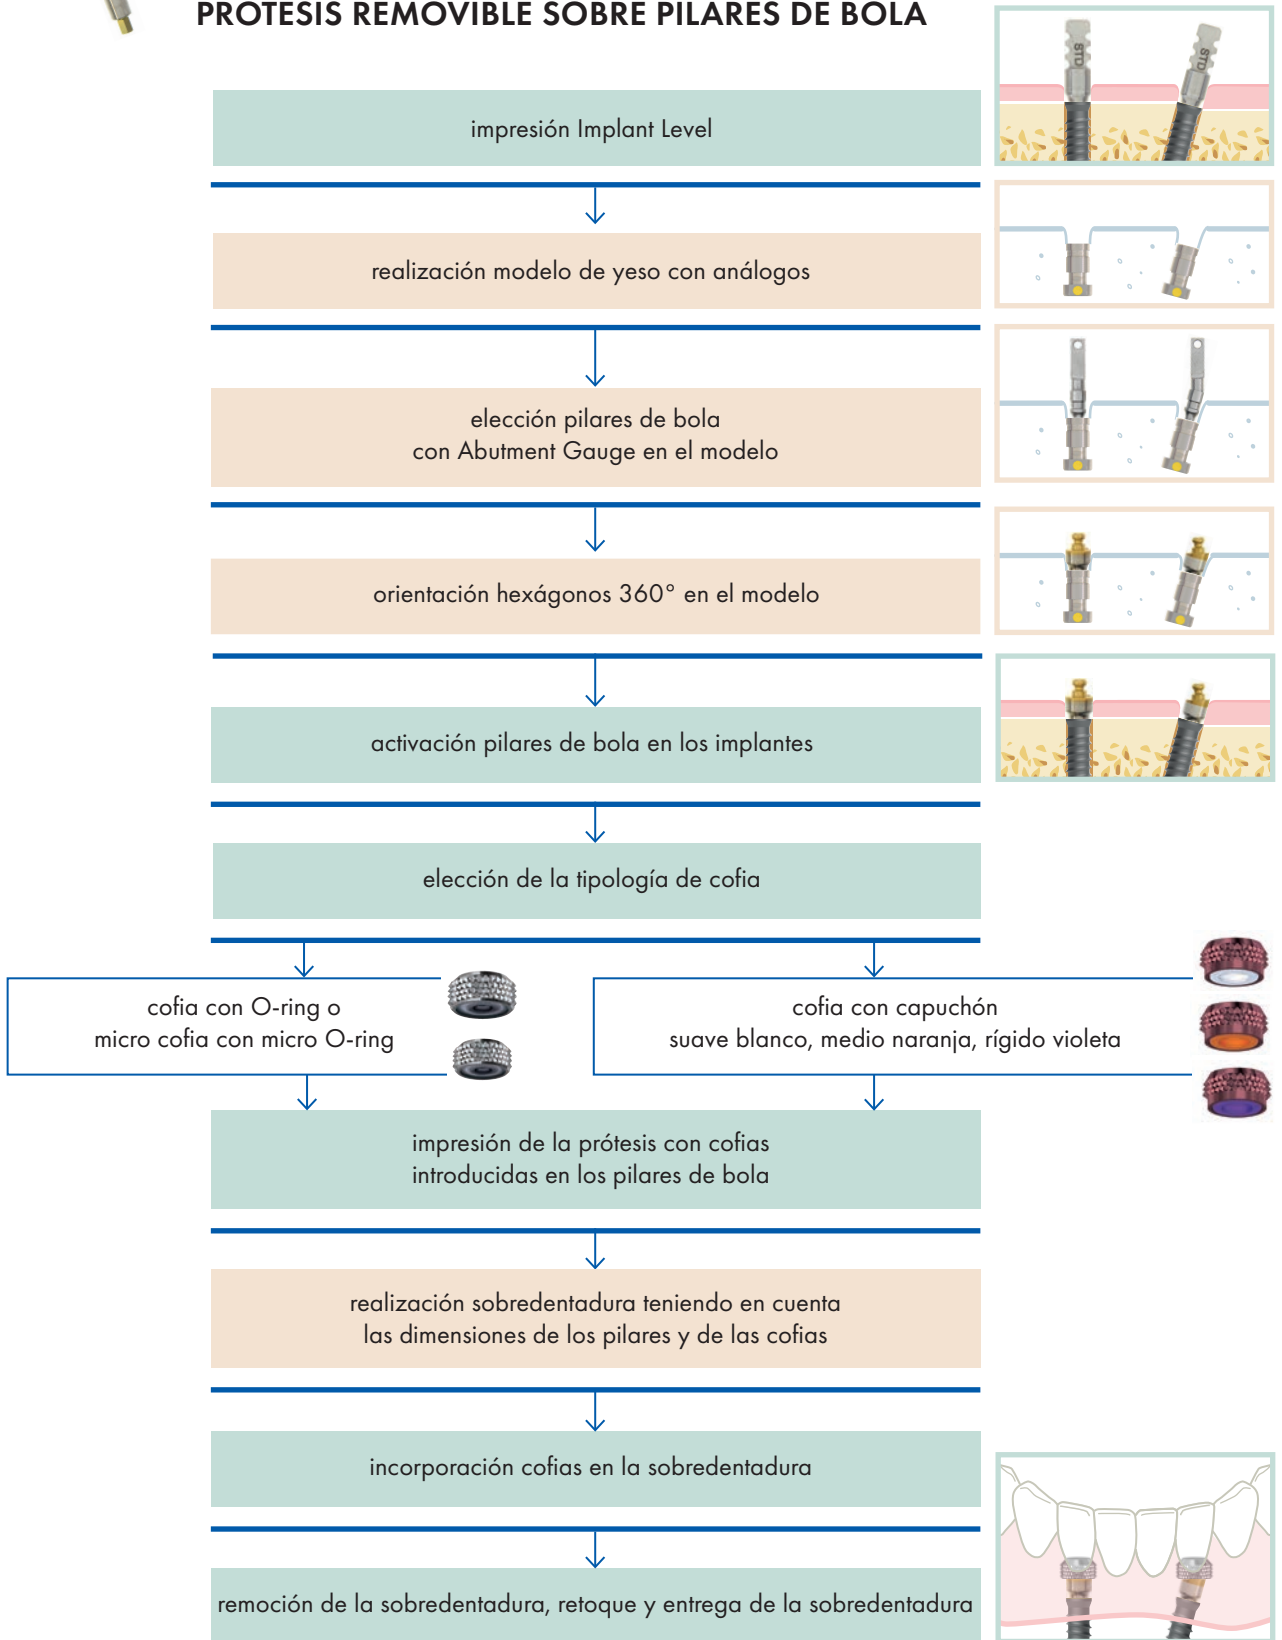 PRÓTESIS REMOVIBLE SOBRE PILARES DE BOLA
STD
STD
impresión Implant Level
realización modelo de yeso con análogos
elección pilares de bola
con Abutment Gauge en el modelo
orientación hexágonos 360° en el modelo
activación pilares de bola en los implantes
elección de la tipología de cofia
cofia con O-ring o
micro cofia con micro O-ring
cofia con capuchón
suave blanco, medio naranja, rígido violeta
impresión de la prótesis con cofias
introducidas en los pilares de bola
realización sobredentadura teniendo en cuenta
las dimensiones de los pilares y de las cofias
incorporación cofias en la sobredentadura
remoción de la sobredentadura, retoque y entrega de la sobredentadura